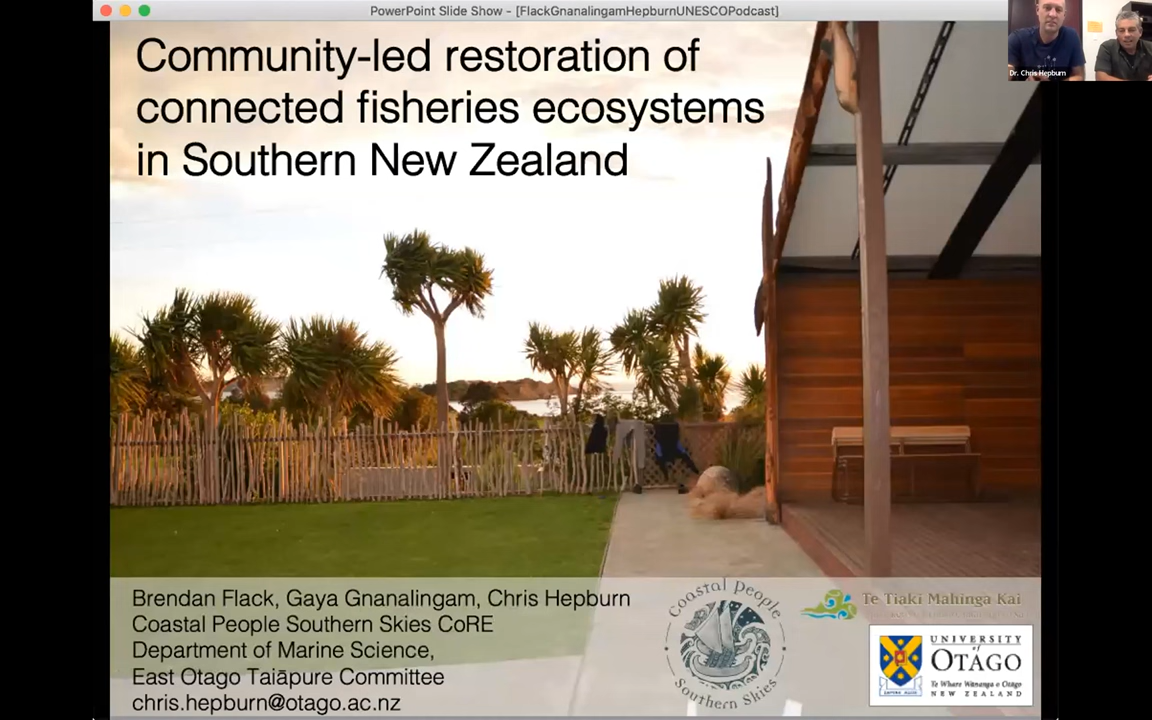 PowerPoint Slide Show - [FlackGnanalingamHepburnUNESCOPodcast]
Dr. Chris Hepburn
Community-led restoration of
connected fisheries ecosystems
in Southern New Zealand
Brendan Flack, Gaya Gnanalingam, Chris Hepburn
Coastal People Southern Skies CoRE
Department of Marine Science,
East Otago Taiāpure Committee
chris.hepburn@otago.ac.nz
Coastal People
Southern Skies
Te Tiaki Mahinga Kai
UNIVERSITY
of
OTAGO
Te Whare Wānanga o Otāgo
NEW ZEALAND